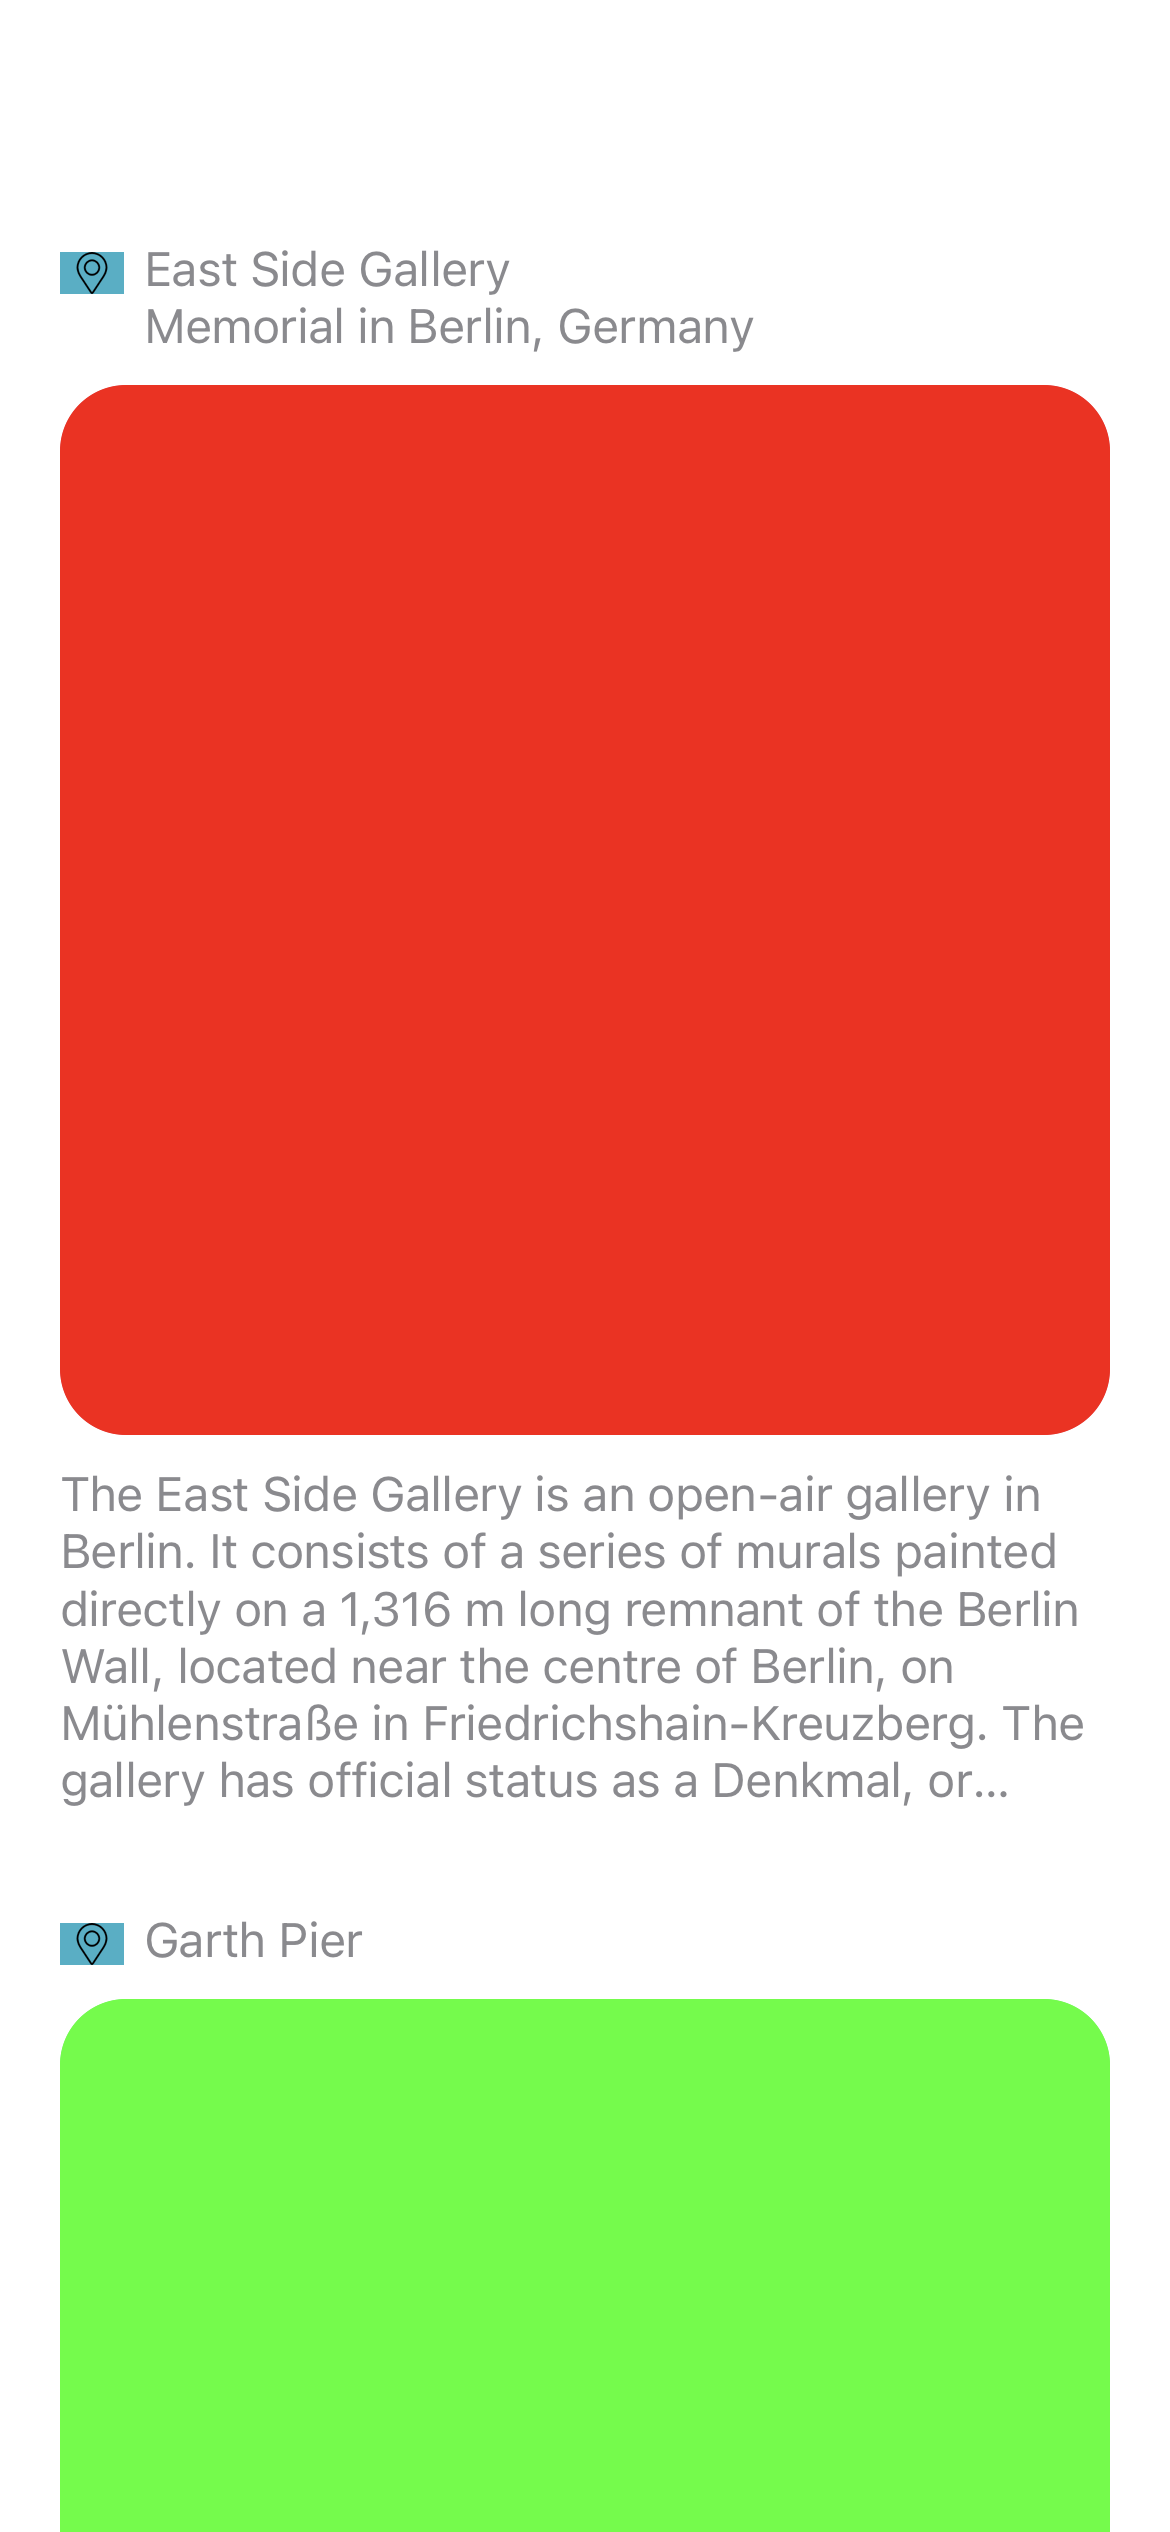 East Side Gallery
Memorial in Berlin, Germany
The East Side Gallery is an open-air gallery in
Berlin. It consists of a series of murals painted
directly on a 1,316 m long remnant of the Berlin
Wall, located near the centre of Berlin, on
Mühlenstraße in Friedrichshain-Kreuzberg. The
gallery has official status as a Denkmal, or...
Garth Pier